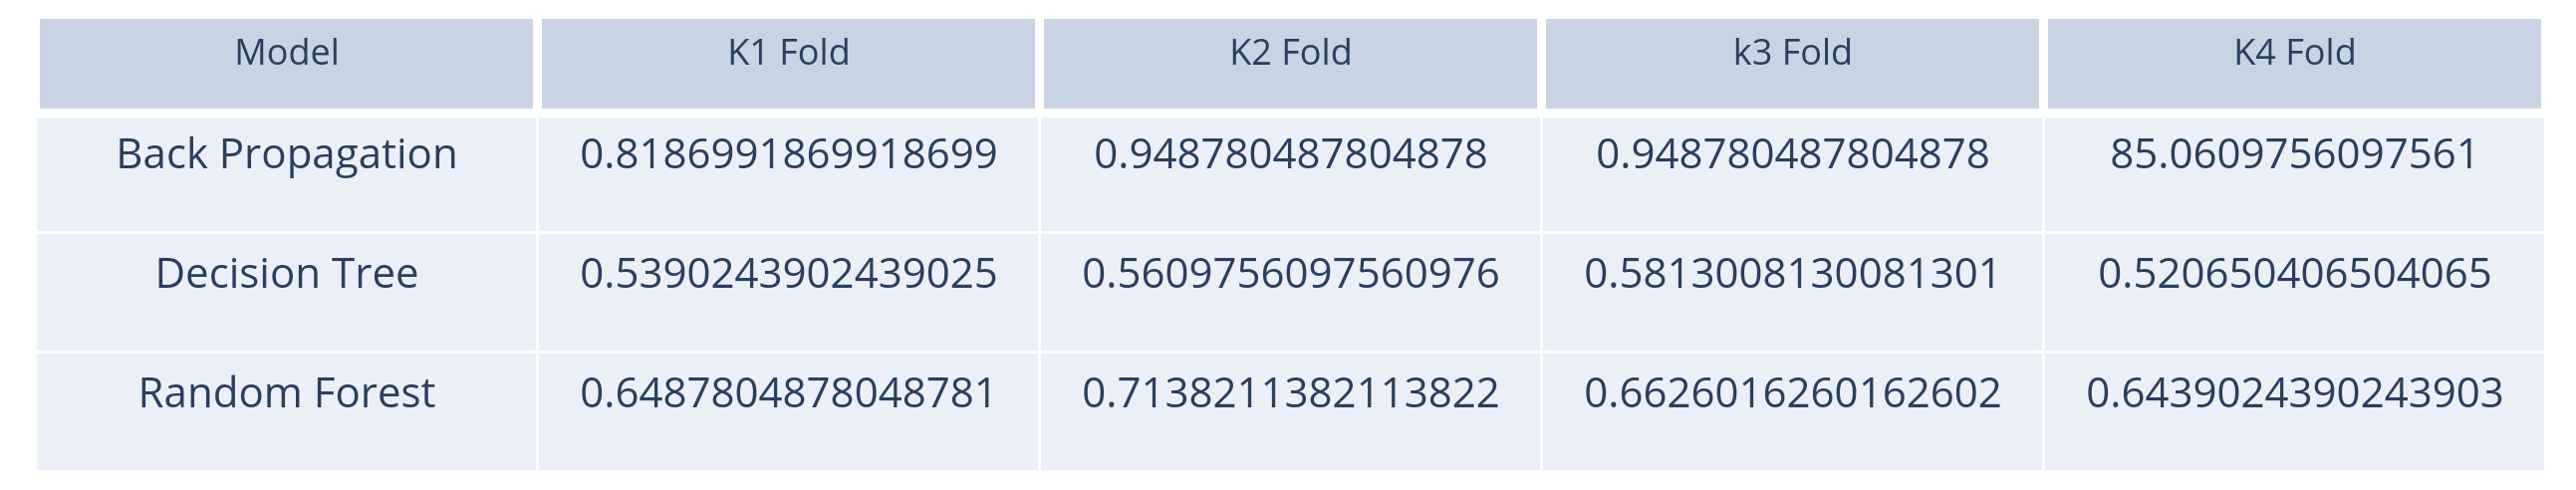 Model K1 Fold K2 Fold k3 Fold K4 Fold
Back Propagation 0.8186991869918699 0.948780487804878 0.948780487804878 85.0609756097561
Decision Tree 0.5390243902439025 0.5609756097560976 0.5813008130081301 0.520650406504065
Random Forest 0.6487804878048781 0.7138211382113822 0.6626016260162602 0.6439024390243903